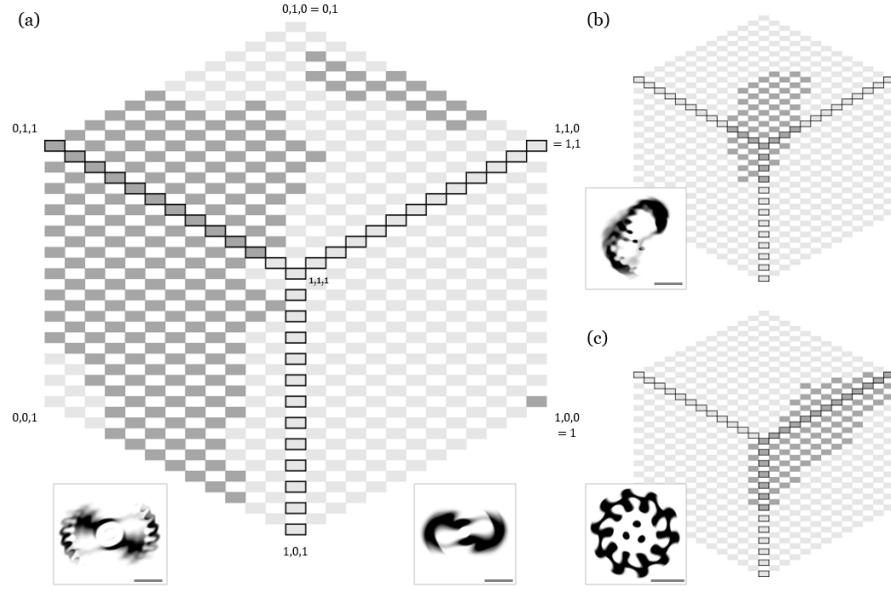 (a)
0,1,0 = 0,1
(b)
0,1,1
1,1,0
= 1,1
1,1,1
(c)
0,0,1
1,0,0
= 1
1,0,1